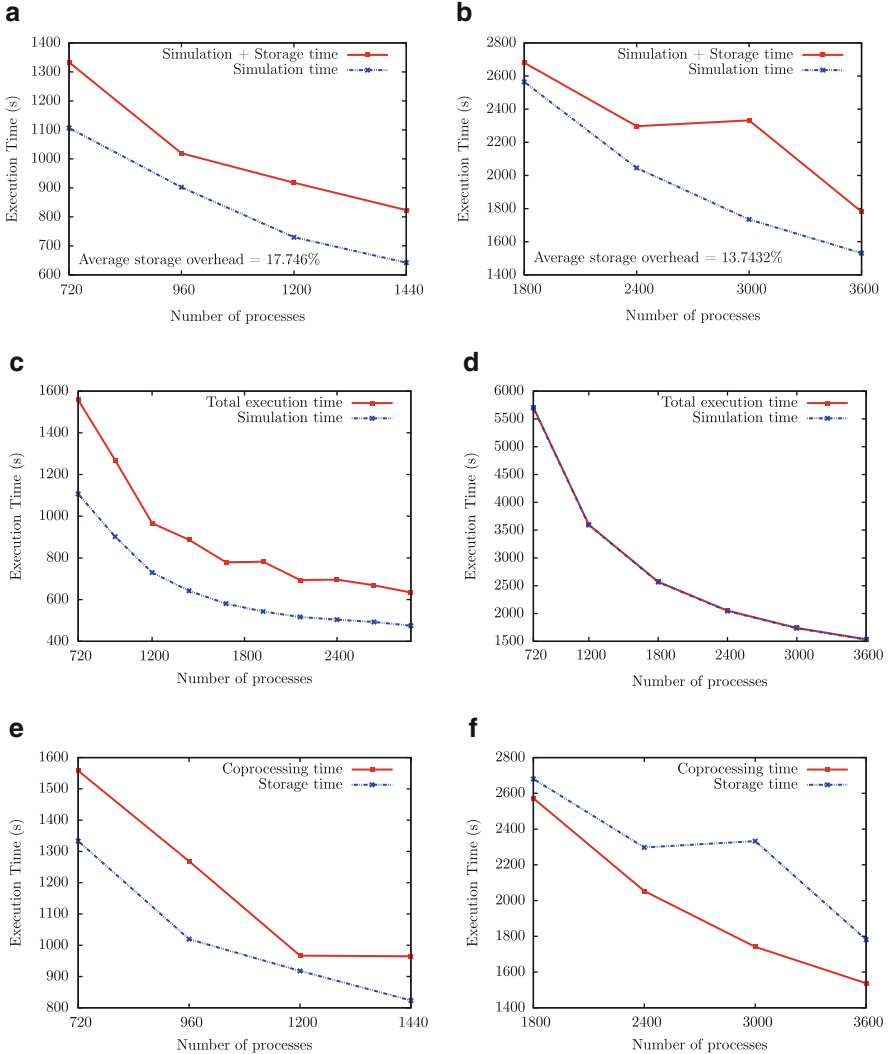 a
1400
1300
1200
1100
1000
900
800
700
600
Execution Time (s)
Simulation + Storage time
Simulation time
Average storage overhead = 17.746%
720
960
1200
1440
Number of processes
b
2800
2600
2400
2200
2000
1800
1600
1400
Execution Time (s)
Simulation + Storage time
Simulation time
Average storage overhead = 13.7432%
1800
2400
3000
3600
Number of processes
c
1600
1400
1200
1000
800
600
400
Execution Time (s)
Total execution time
Simulation time
720
1200
1800
2400
Number of processes
d
6000
5500
5000
4500
4000
3500
3000
2500
2000
1500
Execution Time (s)
Total execution time
Simulation time
720
1200
1800
2400
3000
3600
Number of processes
e
1600
1500
1400
1300
1200
1100
1000
900
800
Execution Time (s)
Coprocessing time
Storage time
720
960
1200
1440
Number of processes
f
2800
2600
2400
2200
2000
1800
1600
1400
Execution Time (s)
Coprocessing time
Storage time
1800
2400
3000
3600
Number of processes